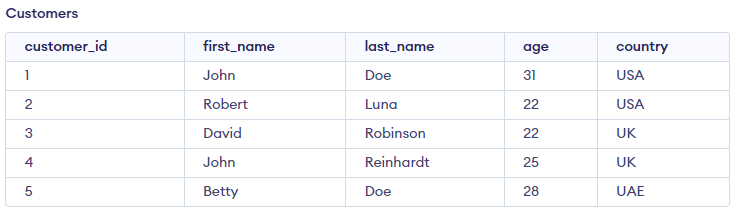 Customers
customer_id first_name last_name age country
1 John Doe 31 USA
2 Robert Luna 22 USA
3 David Robinson 22 UK
4 John Reinhardt 25 UK
5 Betty Doe 28 UAE